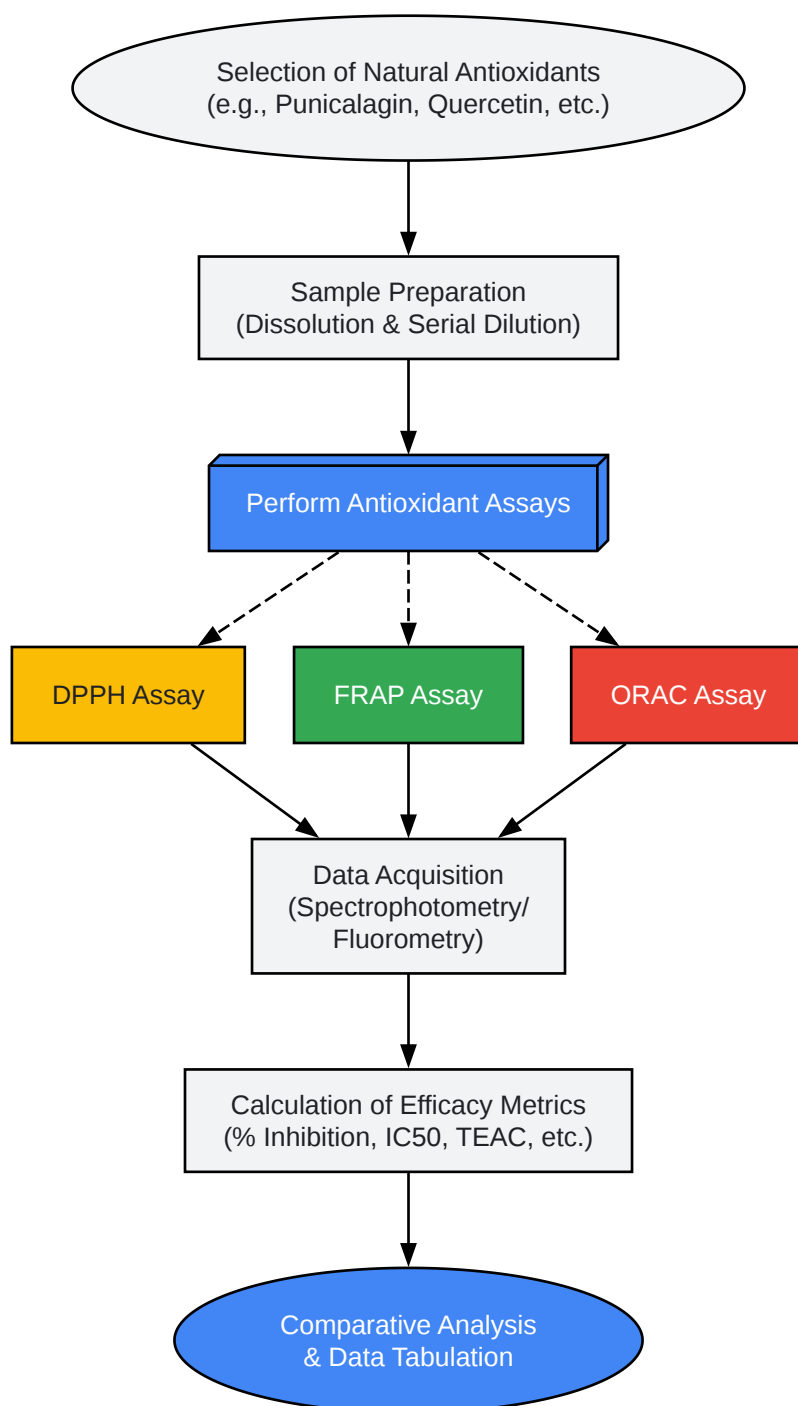 Selection of Natural Antioxidants
(e.g., Punicalagin, Quercetin, etc.)
Sample Preparation
(Dissolution & Serial Dilution)
Perform Antioxidant Assays
DPPH Assay
FRAP Assay
ORAC Assay
Data Acquisition
(Spectrophotometry/
Fluorometry)
Calculation of Efficacy Metrics
(% Inhibition, IC50, TEAC, etc.)
Comparative Analysis
& Data Tabulation